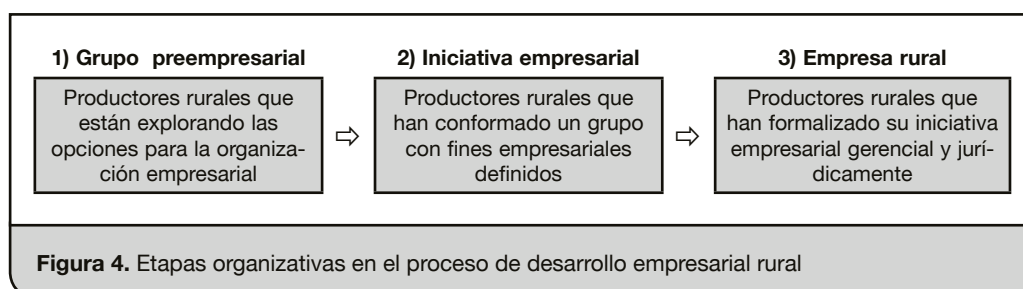 1) Grupo preempresarial
Productores rurales que
están explorando las
opciones para la organiza-
ción empresarial
⇨
2) Iniciativa empresarial
Productores rurales que
han conformado un grupo
con fines empresariales
definidos
⇨
3) Empresa rural
Productores rurales que
han formalizado su iniciativa
empresarial gerencial y jurí-
dicamente
Figura 4. Etapas organizativas en el proceso de desarrollo empresarial rural